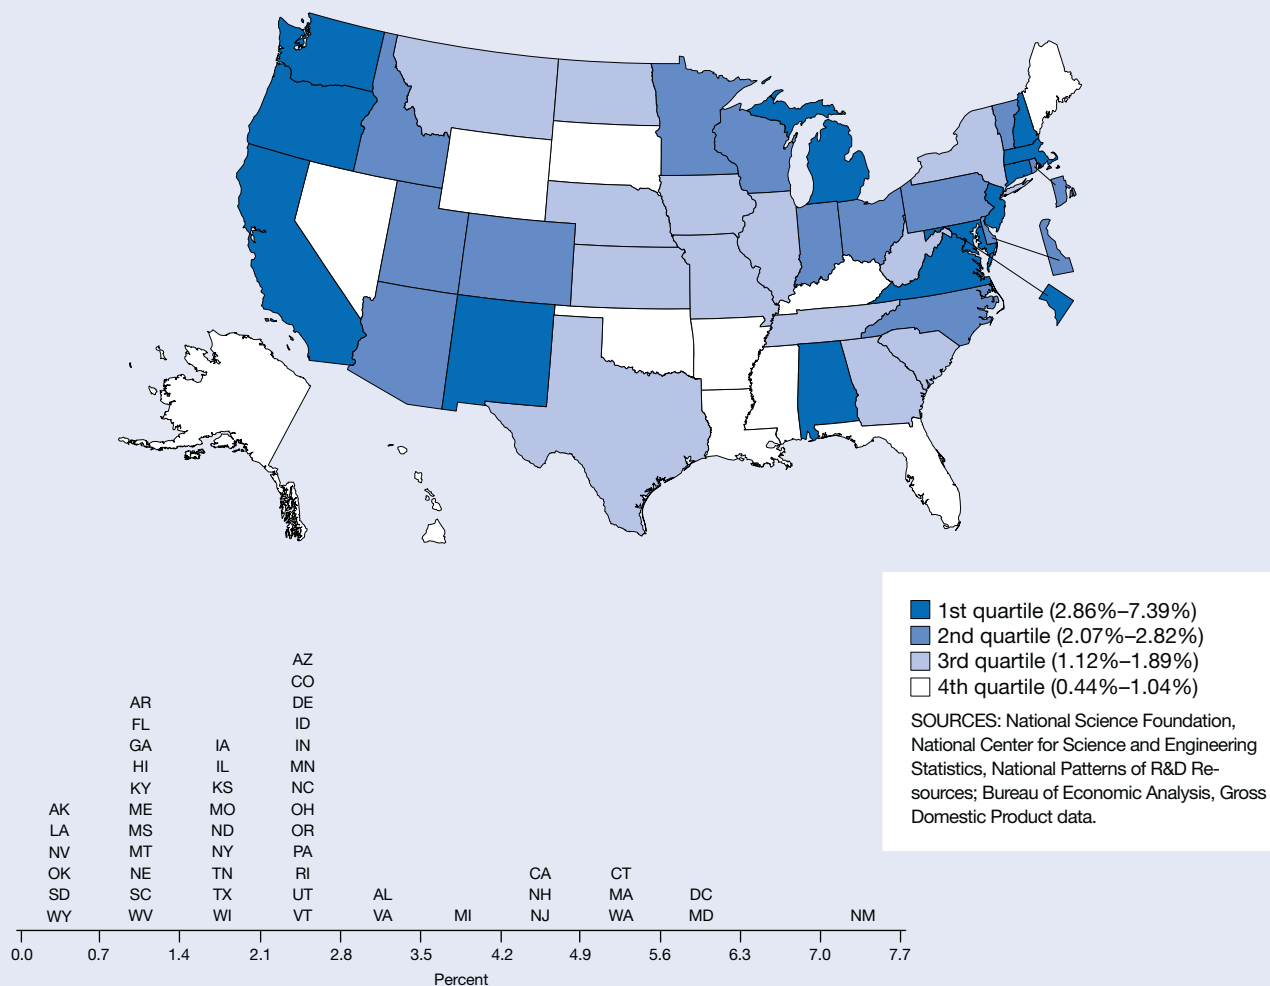 1st quartile (2.86%–7.39%)
2nd quartile (2.07%–2.82%)
3rd quartile (1.12%–1.89%)
4th quartile (0.44%–1.04%)
SOURCES: National Science Foundation,
National Center for Science and Engineering
Statistics, National Patterns of R&D Re-
sources; Bureau of Economic Analysis, Gross
Domestic Product data.
AZ
CO
AR DE
FL ID
GA IA IN
HI IL MN
KY KS NC
AK ME MO OH
LA MS ND OR
NV MT NY PA
OK NE TN RI CA CT
SD SC TX UT AL NH MA DC
WY WV WI VT VA MI NJ WA MD NM
0.0 0.7 1.4 2.1 2.8 3.5 4.2 4.9 5.6 6.3 7.0 7.7
Percent